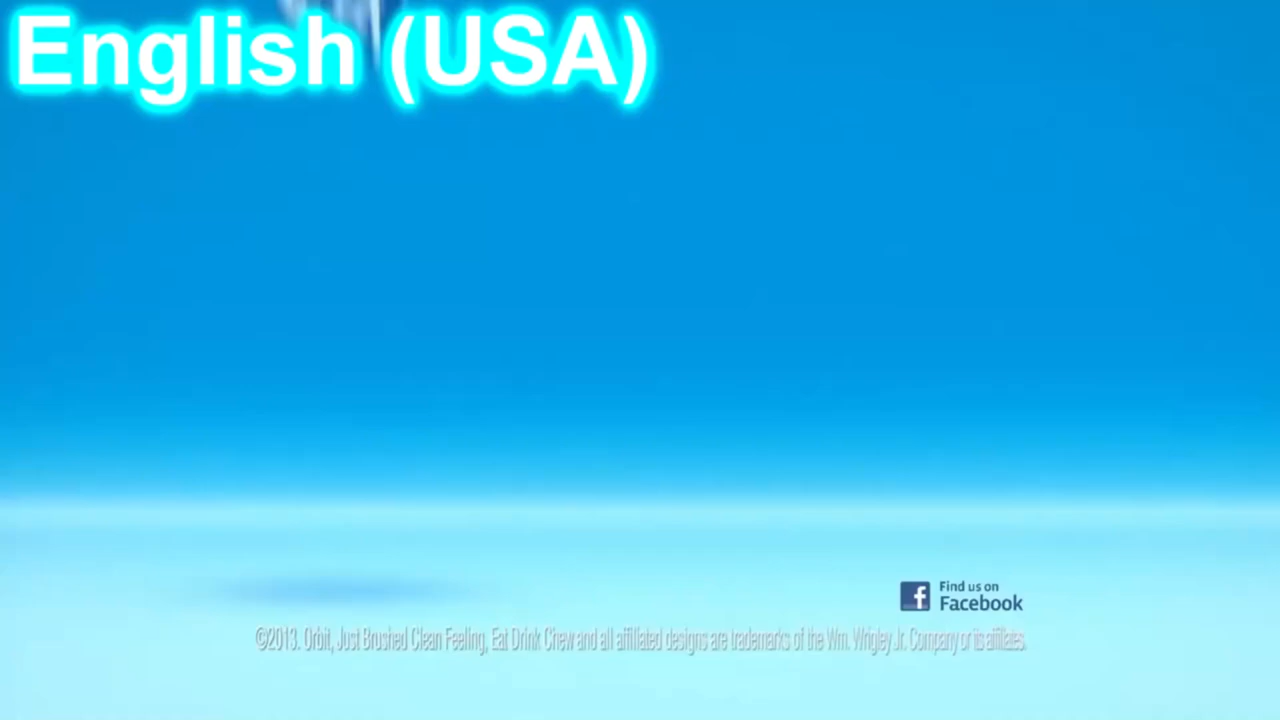 English (USA)
Find us on
Facebook
©2013. Orbit, Just Brushed Clean Feeling, Eat Drink Chew and all affiliated designs are trademarks of the Wm. Wrigley Jr. Company or its affiliates.